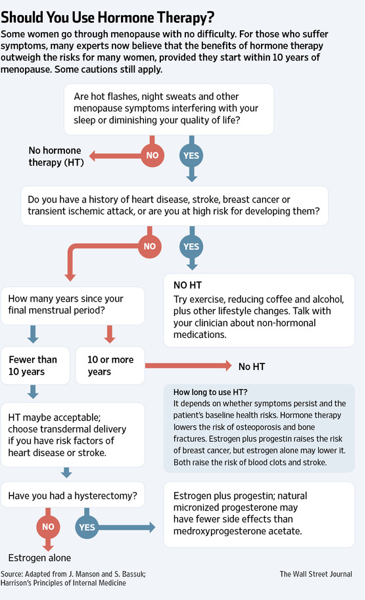 Should You Use Hormone Therapy?
Some women go through menopause with no difficulty. For those who suffer
symptoms, many experts now believe that the benefits of hormone therapy
outweigh the risks for many women, provided they start within 10 years of
menopause. Some cautions still apply.
Are hot flashes, night sweats and other
menopause symptoms interfering with your
sleep or diminishing your quality of life?
No hormone
therapy (HT)
NO
YES
Do you have a history of heart disease, stroke, breast cancer or
transient ischemic attack, or are you at high risk for developing them?
NO
YES
How many years since your
final menstrual period?
NO HT
Try exercise, reducing coffee and alcohol,
plus other lifestyle changes. Talk with
your clinician about non-hormonal
medications.
Fewer than
10 years
10 or more
years
No HT
How long to use HT?
It depends on whether symptoms persist and the
patient's baseline health risks. Hormone therapy
lowers the risk of osteoporosis and bone
fractures. Estrogen plus progestin raises the risk
of breast cancer, but estrogen alone may lower it.
Both raise the risk of blood clots and stroke.
HT maybe acceptable;
choose transdermal delivery
if you have risk factors of
heart disease or stroke.
Have you had a hysterectomy?
NO
YES
Estrogen plus progestin; natural
micronized progesterone may
have fewer side effects than
medroxyprogesterone acetate.
Estrogen alone
Source: Adapted from J. Manson and S. Bassuk;
Harrison's Principles of Internal Medicine
The Wall Street Journal